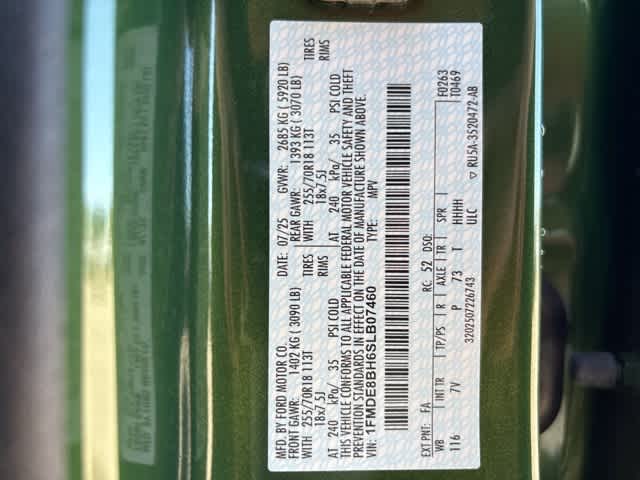 MFD. BY FORD MOTOR CO.
DATE: 07/25 GVWR: 2685 KG ( 5920 LB)
FRONT GAWR: 1402 KG ( 3090 LB) REAR GAWR: 1393 KG ( 3070 LB)
WITH 255/70R18 113T TIRES WITH 255/70R18 113T TIRES
18x7.5J RIMS 18x7.5J RIMS
AT 240 kPa/ 35 PSI COLD AT 240 kPa/ 35 PSI COLD
THIS VEHICLE CONFORMS TO ALL APPLICABLE FEDERAL MOTOR VEHICLE SAFETY AND THEFT
PREVENTION STANDARDS IN EFFECT ON THE DATE OF MANUFACTURE SHOWN ABOVE.
VIN: 1FMDE8BH6SLB07460 TYPE: MPV
F0263
T0469
EXT PNT: FA RC: 52 DSO:
WB INT TR TP/PS R AXLE TR SPR
116 7V P 73 T HHHH
ULC
3202507226743 ▽ RU5A-3520472-AB